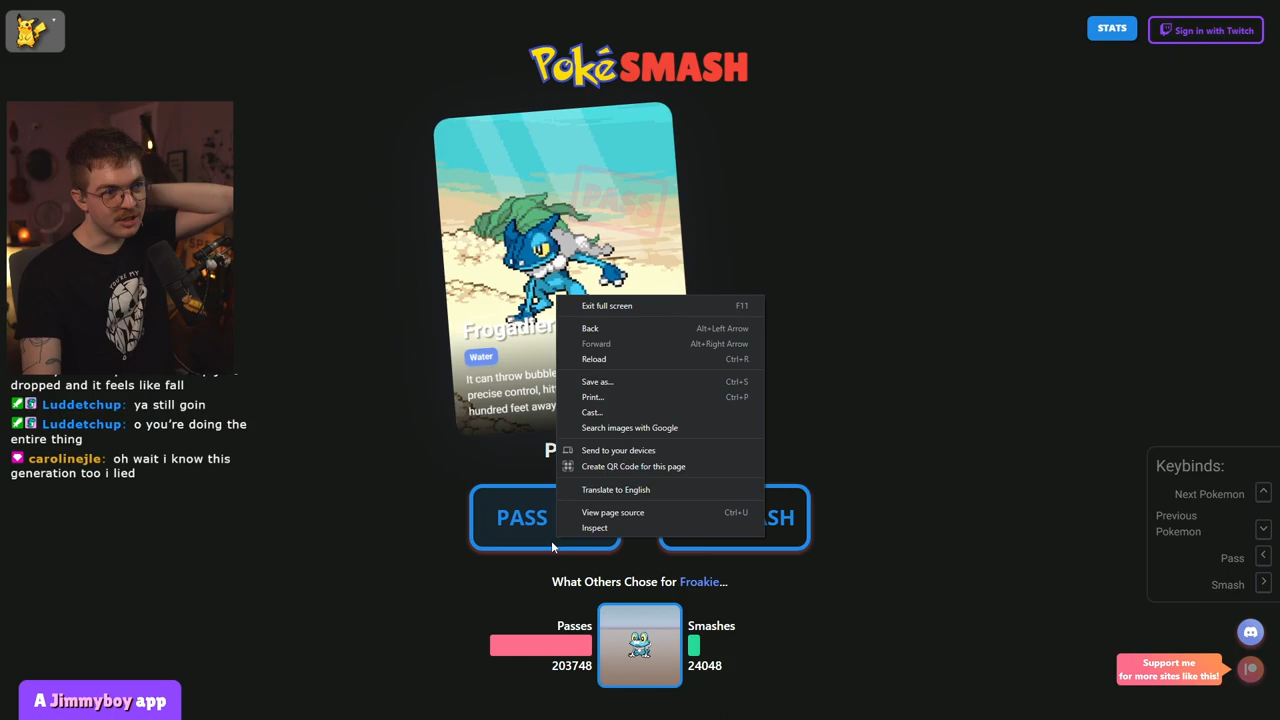 STATS
Sign in with Twitch
PokéSMASH
PASS
Frogadier
Water
It can throw bubble
precise control, hit
hundred feet away
Exit full screen F11
Back Alt+Left Arrow
Forward Alt+Right Arrow
Reload Ctrl+R
Save as... Ctrl+S
Print... Ctrl+P
Cast...
Search images with Google
Send to your devices
Create QR Code for this page
Translate to English
View page source Ctrl+U
Inspect
dropped and it feels like fall
Luddetchup: ya still goin
Luddetchup: o you're doing the
entire thing
carolinejle: oh wait i know this
generation too i lied
P
PASS
SH
What Others Chose for Froakie...
Passes
203748
Smashes
24048
Keybinds:
Next Pokemon
Previous
Pokemon
Pass
Smash
Support me
for more sites like this!
A Jimmyboy app